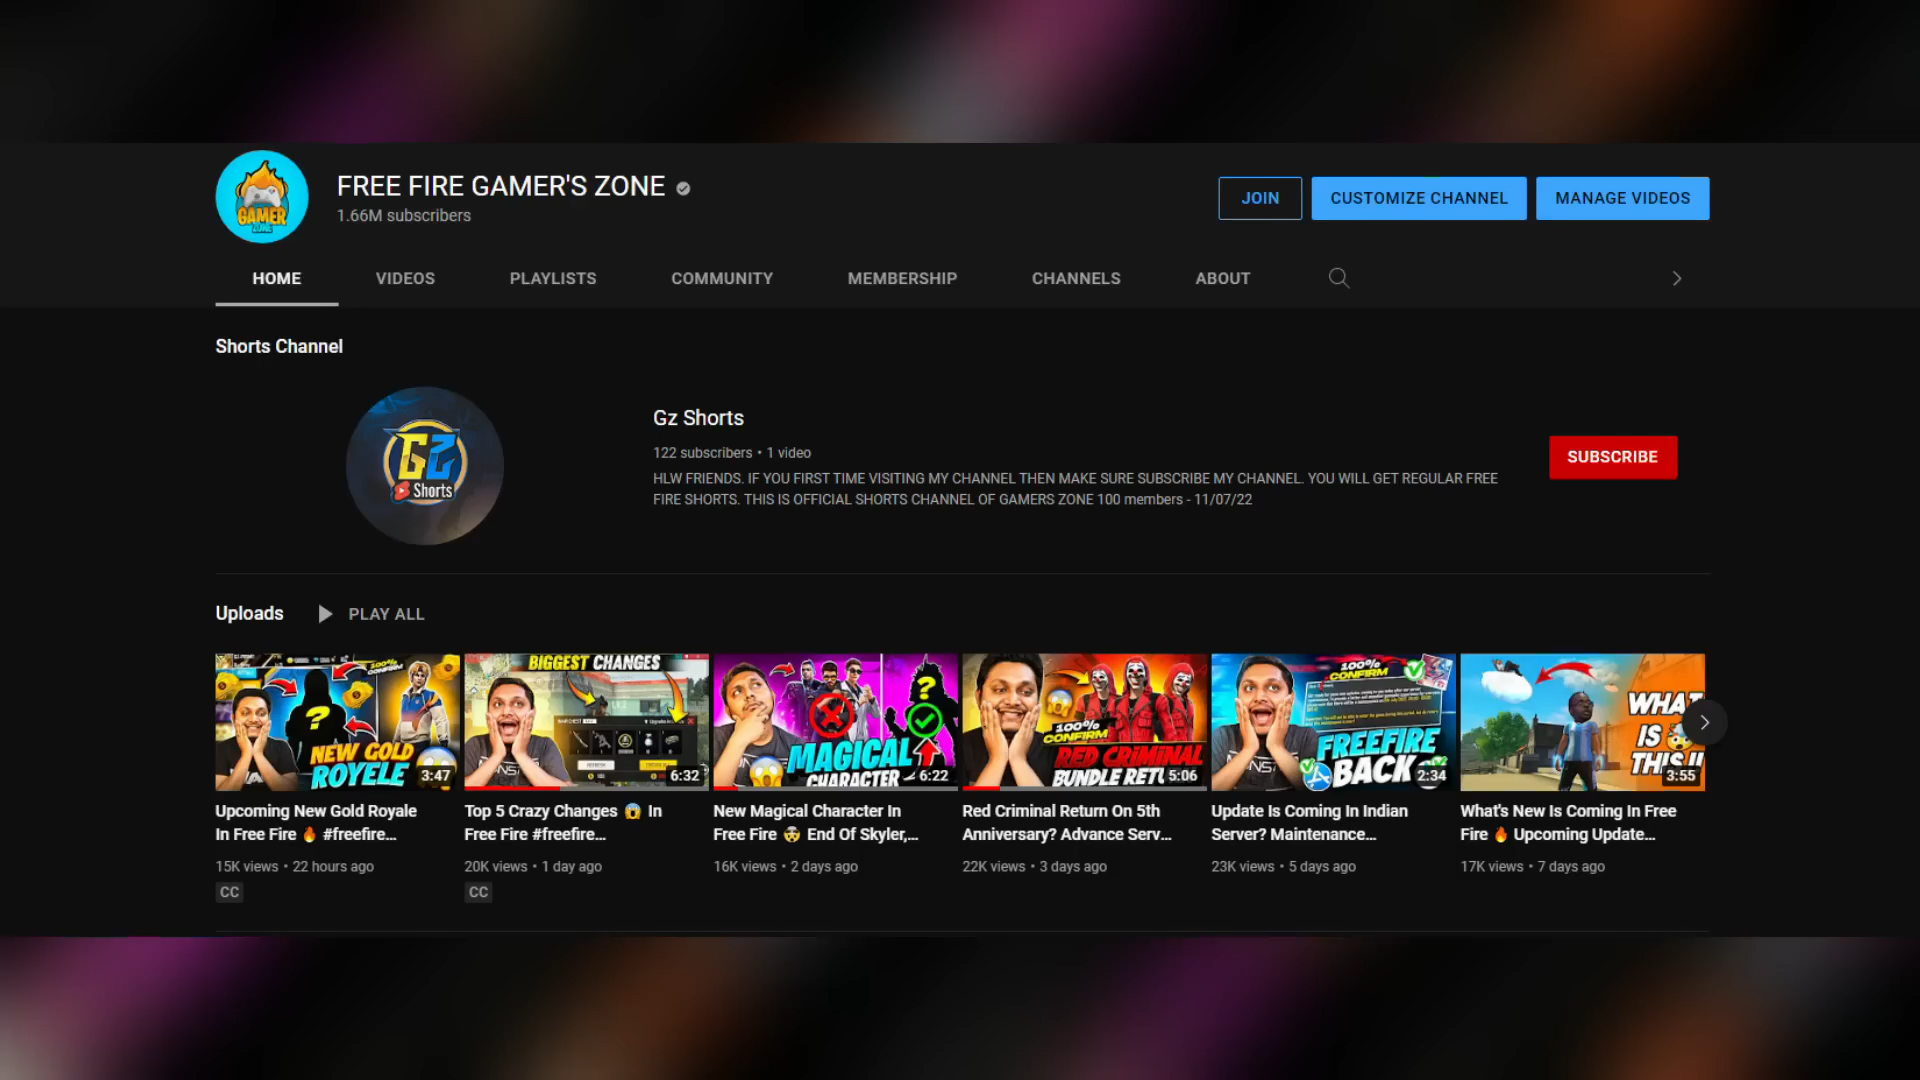 FREE FIRE GAMER'S ZONE
1.66M subscribers
JOIN
CUSTOMIZE CHANNEL
MANAGE VIDEOS
GAMER
ZONE
HOME
VIDEOS
PLAYLISTS
COMMUNITY
MEMBERSHIP
CHANNELS
ABOUT
Shorts Channel
GZ
Shorts
Gz Shorts
122 subscribers • 1 video
HLW FRIENDS. IF YOU FIRST TIME VISITING MY CHANNEL THEN MAKE SURE SUBSCRIBE MY CHANNEL. YOU WILL GET REGULAR FREE
FIRE SHORTS. THIS IS OFFICIAL SHORTS CHANNEL OF GAMERS ZONE 100 members - 11/07/22
SUBSCRIBE
Uploads
PLAY ALL
100%
CONFIRM
?
NEW GOLD
ROYELE
3:47
Upcoming New Gold Royale
In Free Fire 🔥 #freefire...
15K views • 22 hours ago
CC
BIGGEST CHANGES
6:32
Top 5 Crazy Changes 😱 In
Free Fire #freefire...
20K views • 1 day ago
CC
?
MAGICAL
CHARACTER
6:22
New Magical Character In
Free Fire 🤯 End Of Skyler,...
16K views • 2 days ago
100%
CONFIRM
RED CRIMINAL
BUNDLE RETU
5:06
Red Criminal Return On 5th
Anniversary? Advance Serv...
22K views • 3 days ago
100%
CONFIRM
FREEFIRE
BACK
2:34
Update Is Coming In Indian
Server? Maintenance...
23K views • 5 days ago
WHAT
IS
THIS !!
3:55
What's New Is Coming In Free
Fire 🔥 Upcoming Update...
17K views • 7 days ago